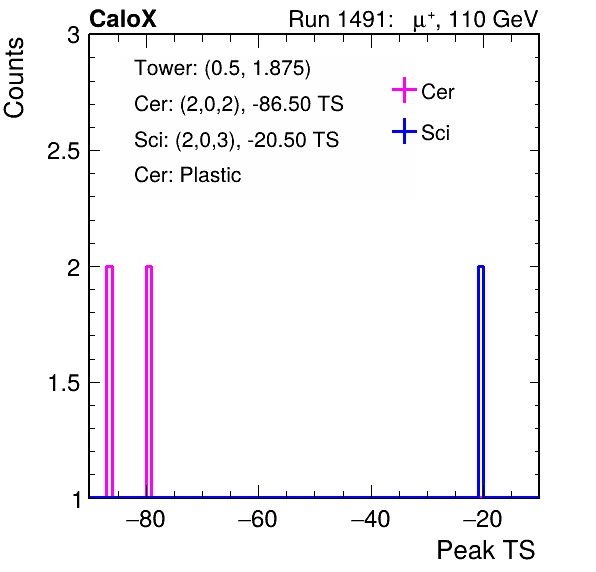 CaloX Run 1491: μ⁺, 110 GeV
Counts
3
2.5
2
1.5
1
Tower: (0.5, 1.875)
Cer: (2,0,2), -86.50 TS
Sci: (2,0,3), -20.50 TS
Cer: Plastic
Cer
Sci
−80 −60 −40 −20
Peak TS